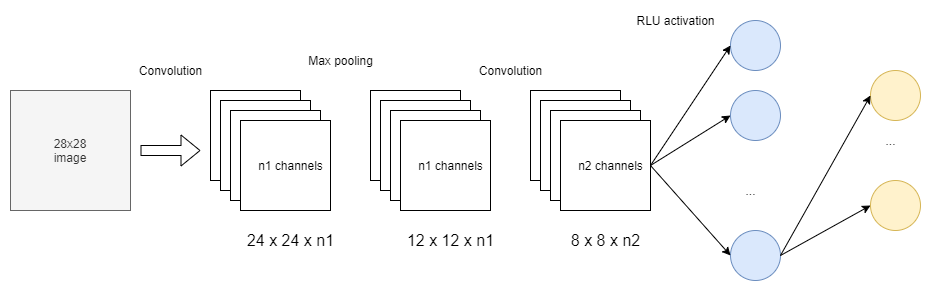 RLU activation
Max pooling
Convolution
Convolution
28x28
image
n1 channels
n1 channels
n2 channels
...
...
24 x 24 x n1
12 x 12 x n1
8 x 8 x n2